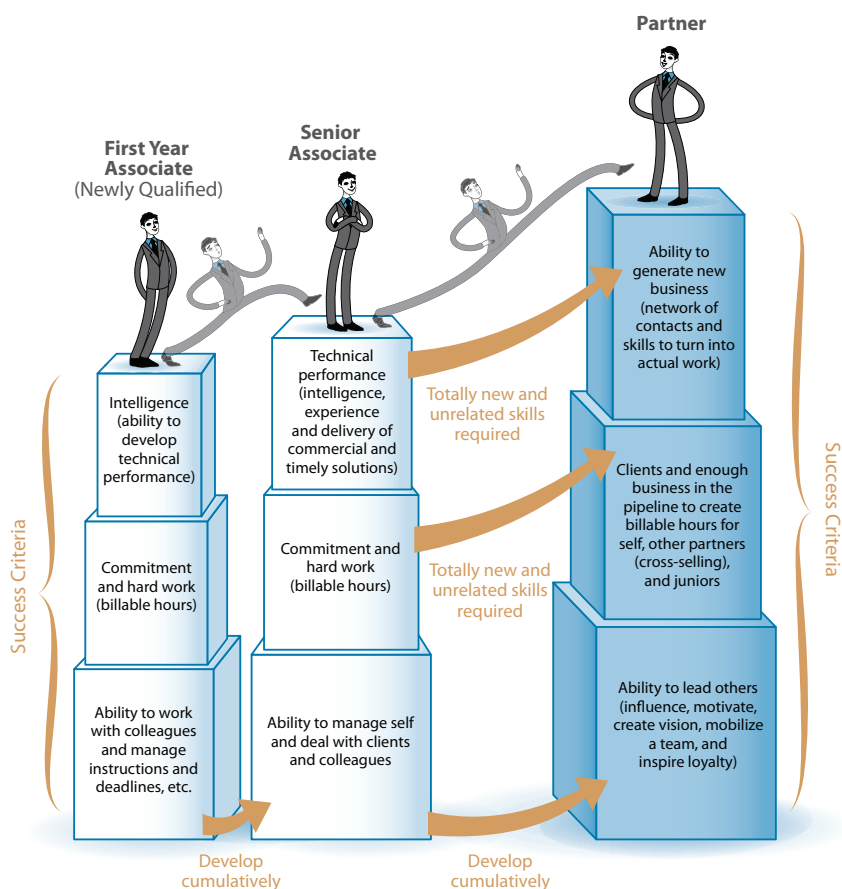 Partner
Senior
Associate
First Year
Associate
(Newly Qualified)
Intelligence
(ability to
develop
technical
performance)
Commitment
and hard work
(billable hours)
Ability to work
with colleagues
and manage
instructions and
deadlines, etc.
Technical
performance
(intelligence,
experience
and delivery of
commercial and
timely solutions)
Commitment and
hard work
(billable hours)
Ability to manage self
and deal with clients
and colleagues
Ability to
generate new
business
(network of
contacts and
skills to turn into
actual work)
Clients and enough
business in the
pipeline to create
billable hours for
self, other partners
(cross-selling),
and juniors
Ability to lead others
(influence, motivate,
create vision, mobilize
a team, and
inspire loyalty)
Totally new and
unrelated skills
required
Totally new and
unrelated skills
required
Success Criteria
Success Criteria
Develop
cumulatively
Develop
cumulatively